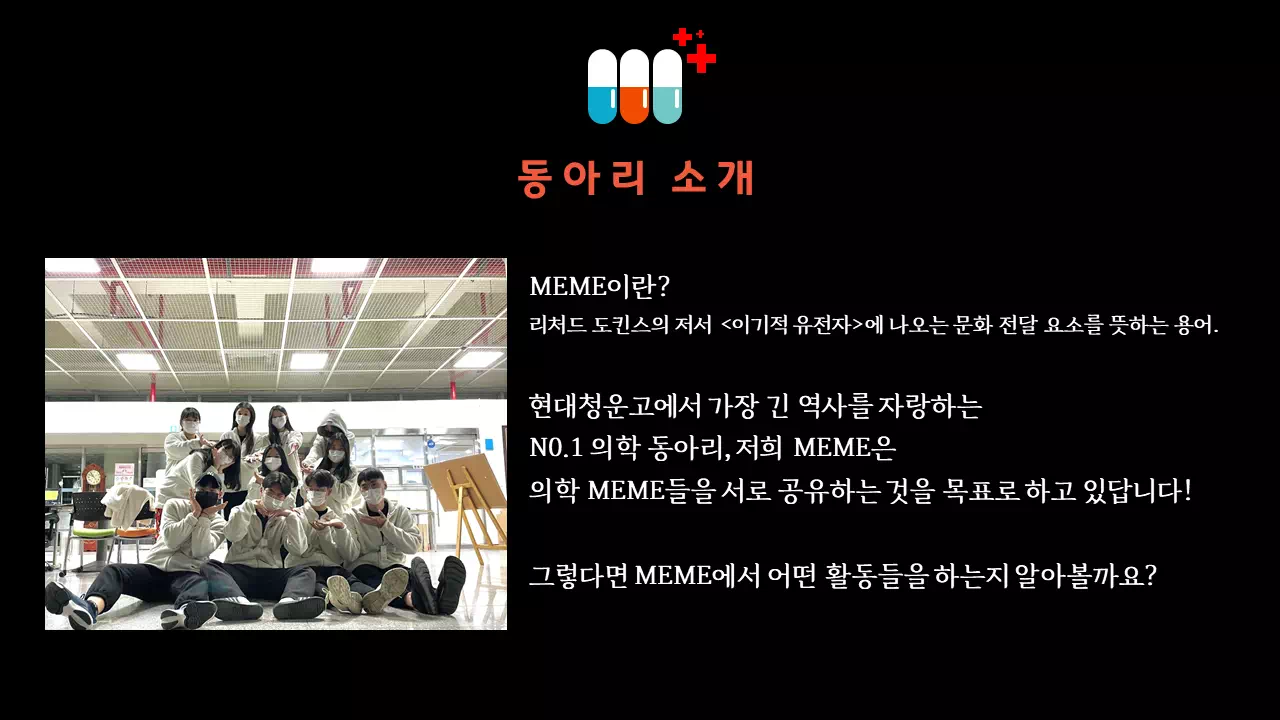 동아리 소개
MEME이란?
리처드 도킨스의 저서 <이기적 유전자>에 나오는 문화 전달 요소를 뜻하는 용어.
현대청운고에서 가장 긴 역사를 자랑하는
N0.1 의학 동아리, 저희 MEME은
의학 MEME들을 서로 공유하는 것을 목표로 하고 있답니다!
그렇다면 MEME에서 어떤 활동들을 하는지 알아볼까요?